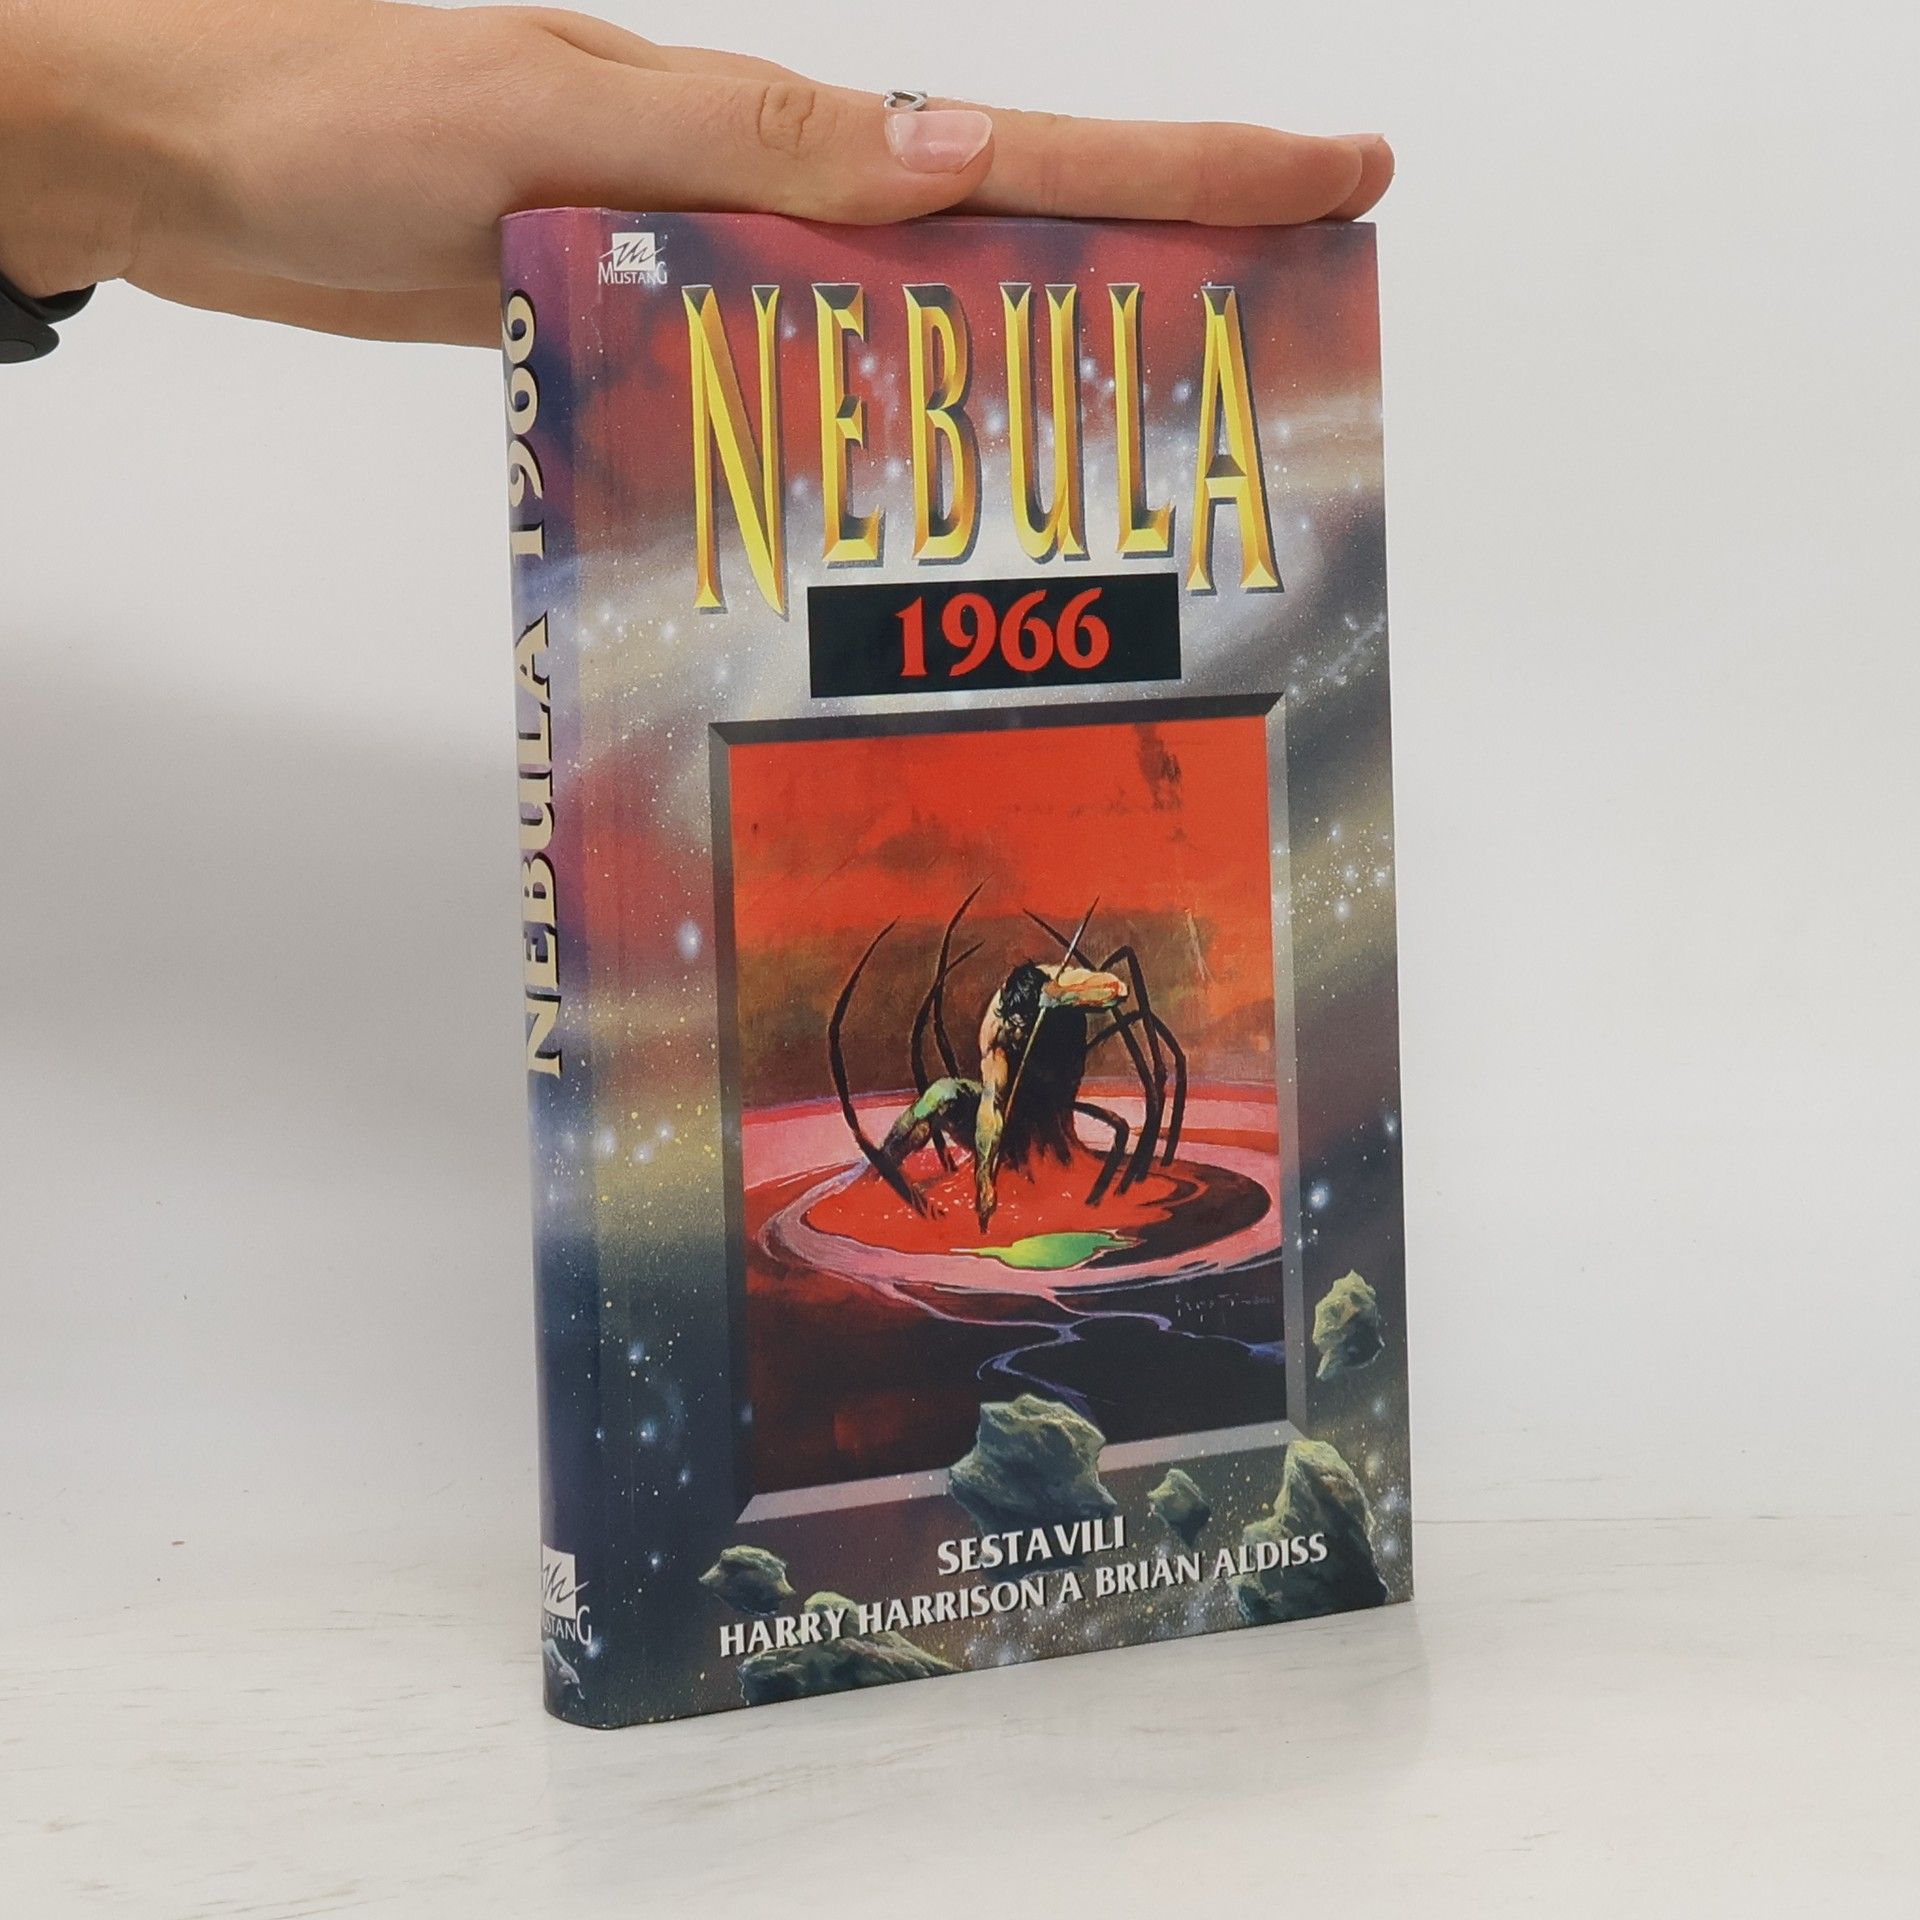 MUSTANG
NEBULA
1966
SESTAVILI
HARRY HARRISON A BRIAN ALDISS
NEBULA 1966
MUSTANG